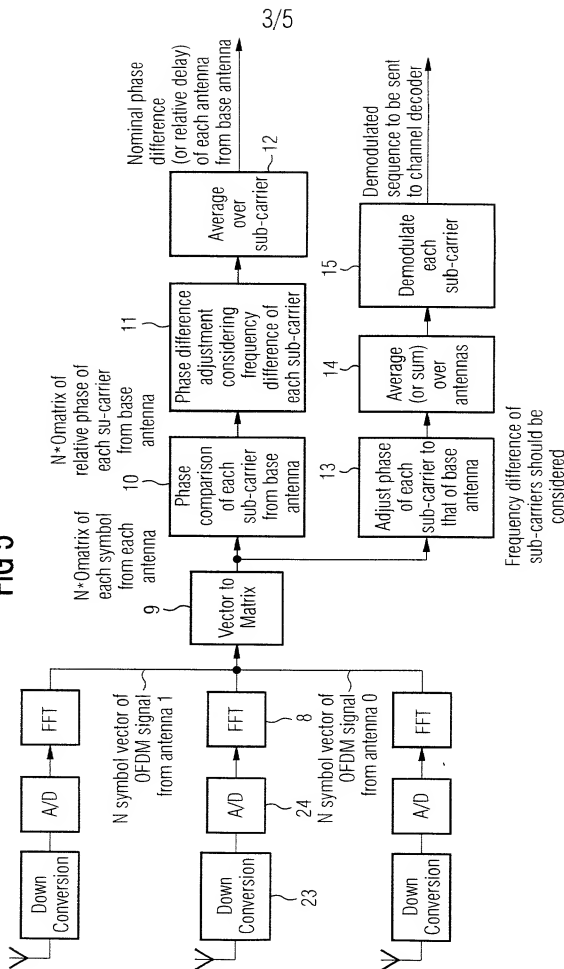 3/5
FIG 5
Down
Conversion
A/D
FFT
N symbol vector of
OFDM signal
from antenna 1
Down
Conversion
23
A/D
24
FFT
8
N symbol vector of
OFDM signal
from antenna 0
Down
Conversion
A/D
FFT
9
Vector to
Matrix
N*Omatrix of
each symbol
from each
antenna
10
Phase
comparison
of each
sub-carrier
from base
antenna
N*Omatrix of
relative phase of
each su-carrier
from base
antenna
11
Phase difference
adjustment
considering
frequency
difference of
each sub-carrier
12
Average
over
sub-carrier
Nominal phase
difference
(or relative delay)
of each antenna
from base antenna
13
Adjust phase
of each
sub-carrier to
that of base
antenna
Frequency difference of
sub-carriers should be
considered
14
Average
(or sum)
over
antennas
15
Demodulate
each
sub-carrier
Demodulated
sequence to be sent
to channel decoder